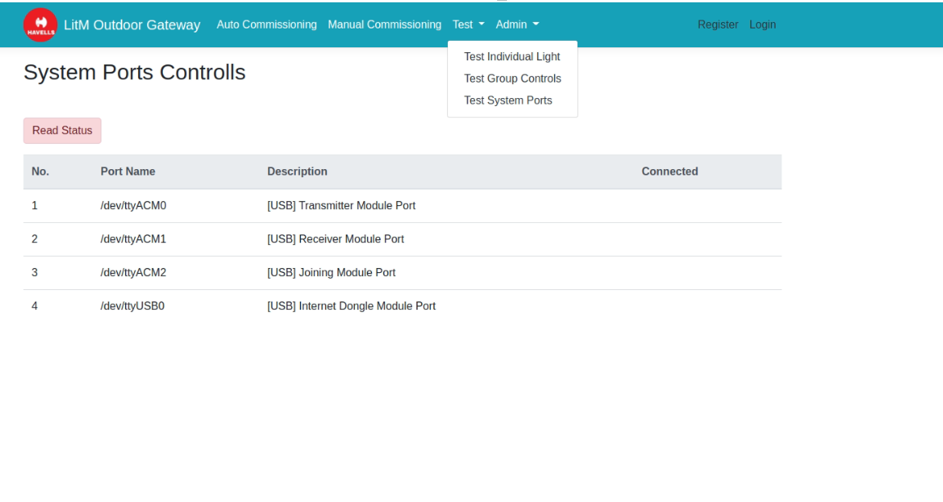 HAVELLS LitM Outdoor Gateway Auto Commissioning Manual Commissioning Test Admin Register Login
Test Individual Light
Test Group Controls
Test System Ports
System Ports Controlls
Read Status
No. Port Name Description Connected
1 /dev/ttyACM0 [USB] Transmitter Module Port
2 /dev/ttyACM1 [USB] Receiver Module Port
3 /dev/ttyACM2 [USB] Joining Module Port
4 /dev/ttyUSB0 [USB] Internet Dongle Module Port